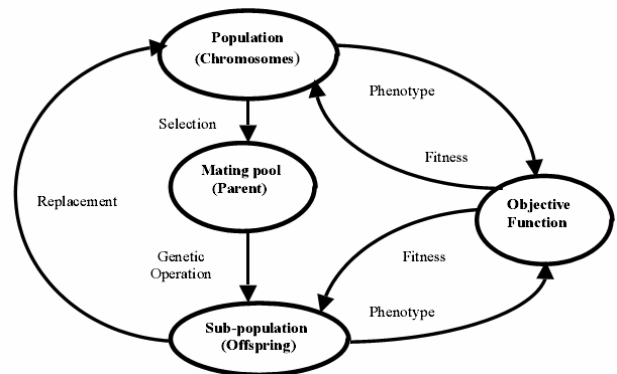 Population
(Chromosomes)
Phenotype
Selection
Fitness
Mating pool
(Parent)
Replacement
Objective
Function
Genetic
Operation
Fitness
Phenotype
Sub-population
(Offspring)